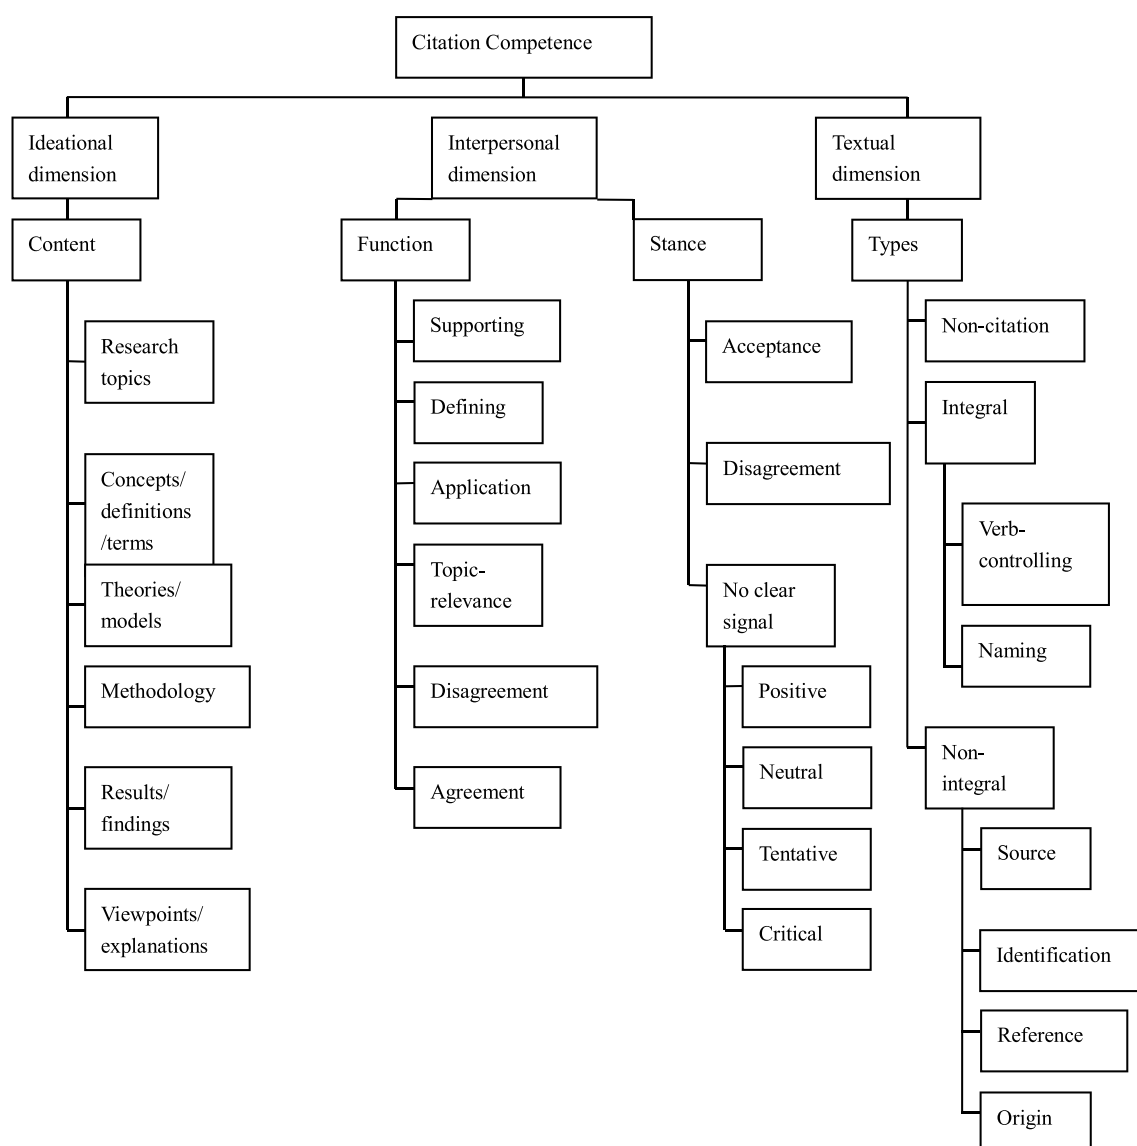 Citation Competence
Ideational
dimension
Interpersonal
dimension
Textual
dimension
Content
Function
Stance
Types
Research
topics
Concepts/
definitions
/terms
Theories/
models
Methodology
Results/
findings
Viewpoints/
explanations
Supporting
Defining
Application
Topic-
relevance
Disagreement
Agreement
Acceptance
Disagreement
No clear
signal
Positive
Neutral
Tentative
Critical
Non-citation
Integral
Verb-
controlling
Naming
Non-
integral
Source
Identification
Reference
Origin